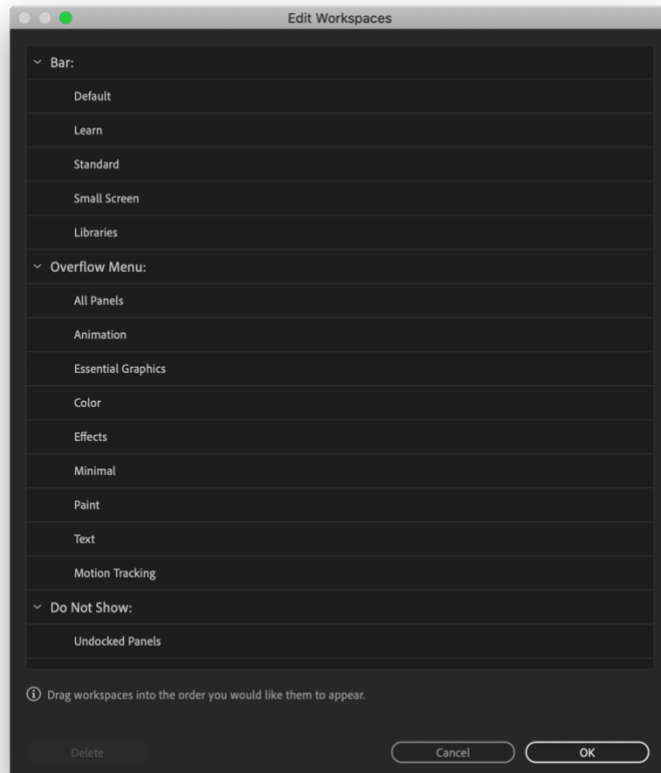 Edit Workspaces
Bar:
Default
Learn
Standard
Small Screen
Libraries
Overflow Menu:
All Panels
Animation
Essential Graphics
Color
Effects
Minimal
Paint
Text
Motion Tracking
Do Not Show:
Undocked Panels
Drag workspaces into the order you would like them to appear.
Delete Cancel OK